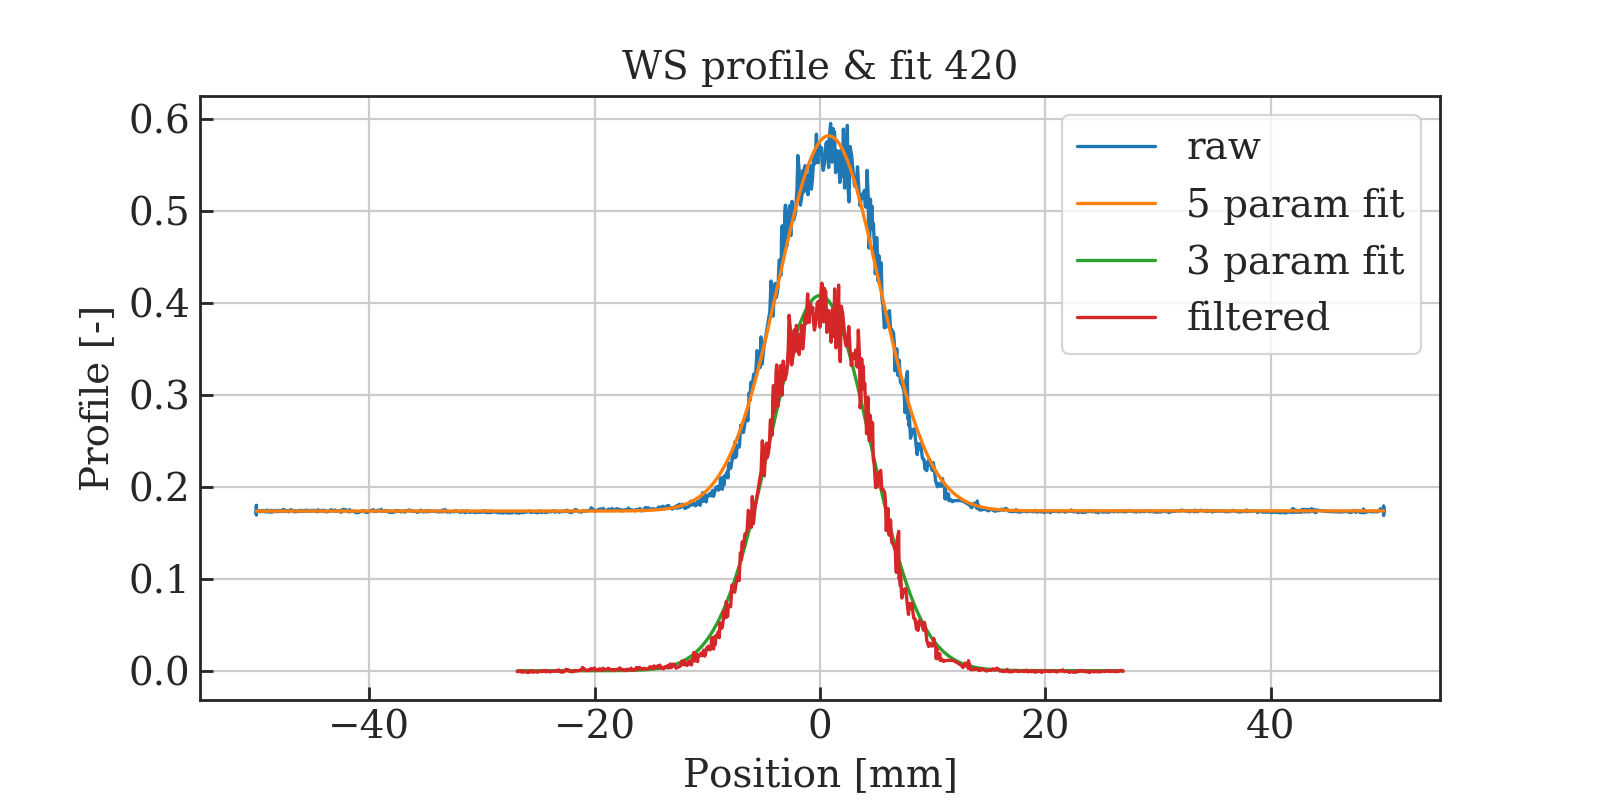 WS profile & fit 420
Profile [-]
0.6
0.5
0.4
0.3
0.2
0.1
0.0
raw
5 param fit
3 param fit
filtered
−40 −20 0 20 40
Position [mm]